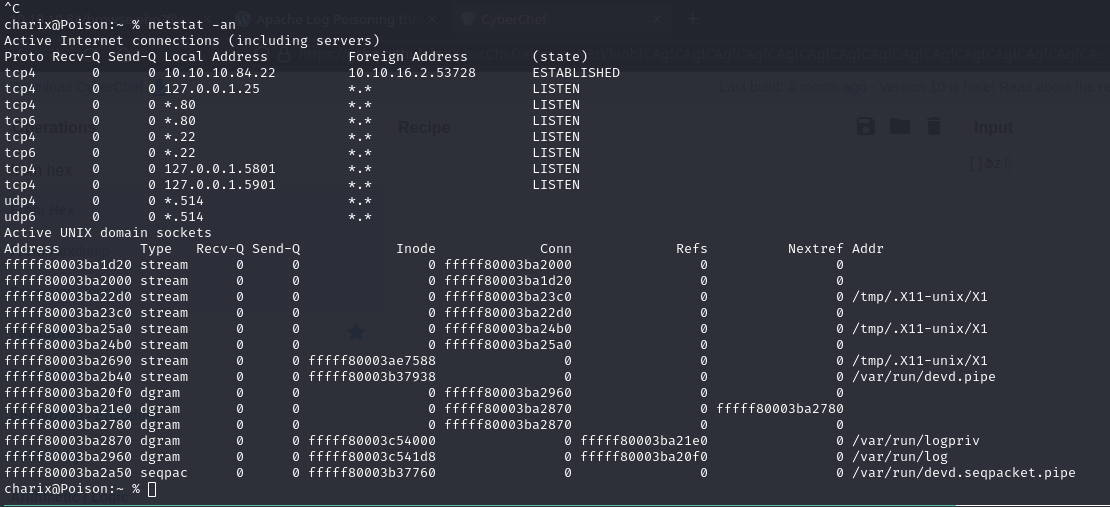 ^C
Apache Log Poisoning thr
CyberChef
charix@Poison:~ % netstat -an
Active Internet connections (including servers)
Proto Recv-Q Send-Q Local Address Foreign Address (state)
tcp4 0 0 10.10.10.84.22 10.10.16.2.53728 ESTABLISHED
tcp4 0 0 127.0.0.1.25 *.* LISTEN
tcp4 0 0 *.80 *.* LISTEN
tcp6 0 0 *.80 *.* LISTEN
Recipe
Input
tcp4 0 0 *.22 *.* LISTEN
tcp6 0 0 *.22 *.* LISTEN
tcp4 0 0 127.0.0.1.5801 *.* LISTEN
tcp4 0 0 127.0.0.1.5901 *.* LISTEN
udp4 0 0 *.514 *.*
udp6 0 0 *.514 *.*
Active UNIX domain sockets
Address Type Recv-Q Send-Q Inode Conn Refs Nextref Addr
fffff80003ba1d20 stream 0 0 0 fffff80003ba2000 0 0
fffff80003ba2000 stream 0 0 0 fffff80003ba1d20 0 0
fffff80003ba22d0 stream 0 0 0 fffff80003ba23c0 0 0 /tmp/.X11-unix/X1
fffff80003ba23c0 stream 0 0 0 fffff80003ba22d0 0 0
fffff80003ba25a0 stream 0 0 0 fffff80003ba24b0 0 0 /tmp/.X11-unix/X1
fffff80003ba24b0 stream 0 0 0 fffff80003ba25a0 0 0
fffff80003ba2690 stream 0 0 fffff80003ae7588 0 0 0 /tmp/.X11-unix/X1
fffff80003ba2b40 stream 0 0 fffff80003b37938 0 0 0 /var/run/devd.pipe
fffff80003ba20f0 dgram 0 0 0 fffff80003ba2960 0 0
fffff80003ba21e0 dgram 0 0 0 fffff80003ba2870 0 fffff80003ba2780
fffff80003ba2780 dgram 0 0 0 fffff80003ba2870 0 0
fffff80003ba2870 dgram 0 0 fffff80003c54000 0 fffff80003ba21e0 0 /var/run/logpriv
fffff80003ba2960 dgram 0 0 fffff80003c541d8 0 fffff80003ba20f0 0 /var/run/log
fffff80003ba2a50 seqpac 0 0 fffff80003b37760 0 0 0 /var/run/devd.seqpacket.pipe
charix@Poison:~ %